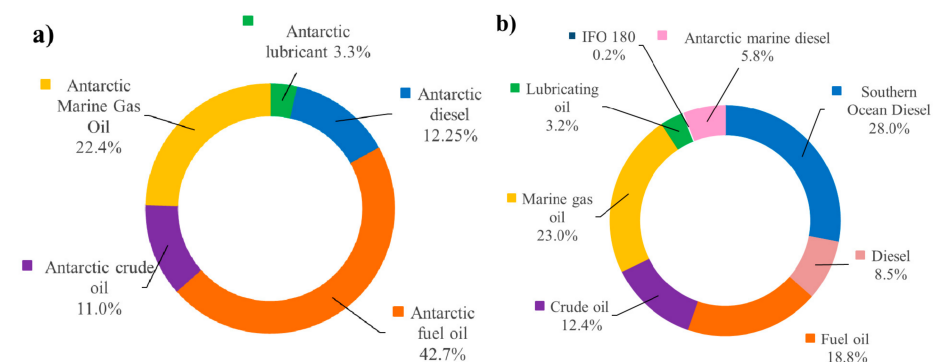 a)
Antarctic
lubricant 3.3%
Antarctic
diesel
12.25%
Antarctic
fuel oil
42.7%
Antarctic crude
oil
11.0%
Antarctic
Marine Gas
Oil
22.4%
b)
IFO 180
0.2%
Antarctic marine diesel
5.8%
Southern
Ocean Diesel
28.0%
Diesel
8.5%
Fuel oil
18.8%
Crude oil
12.4%
Marine gas
oil
23.0%
Lubricating
oil
3.2%